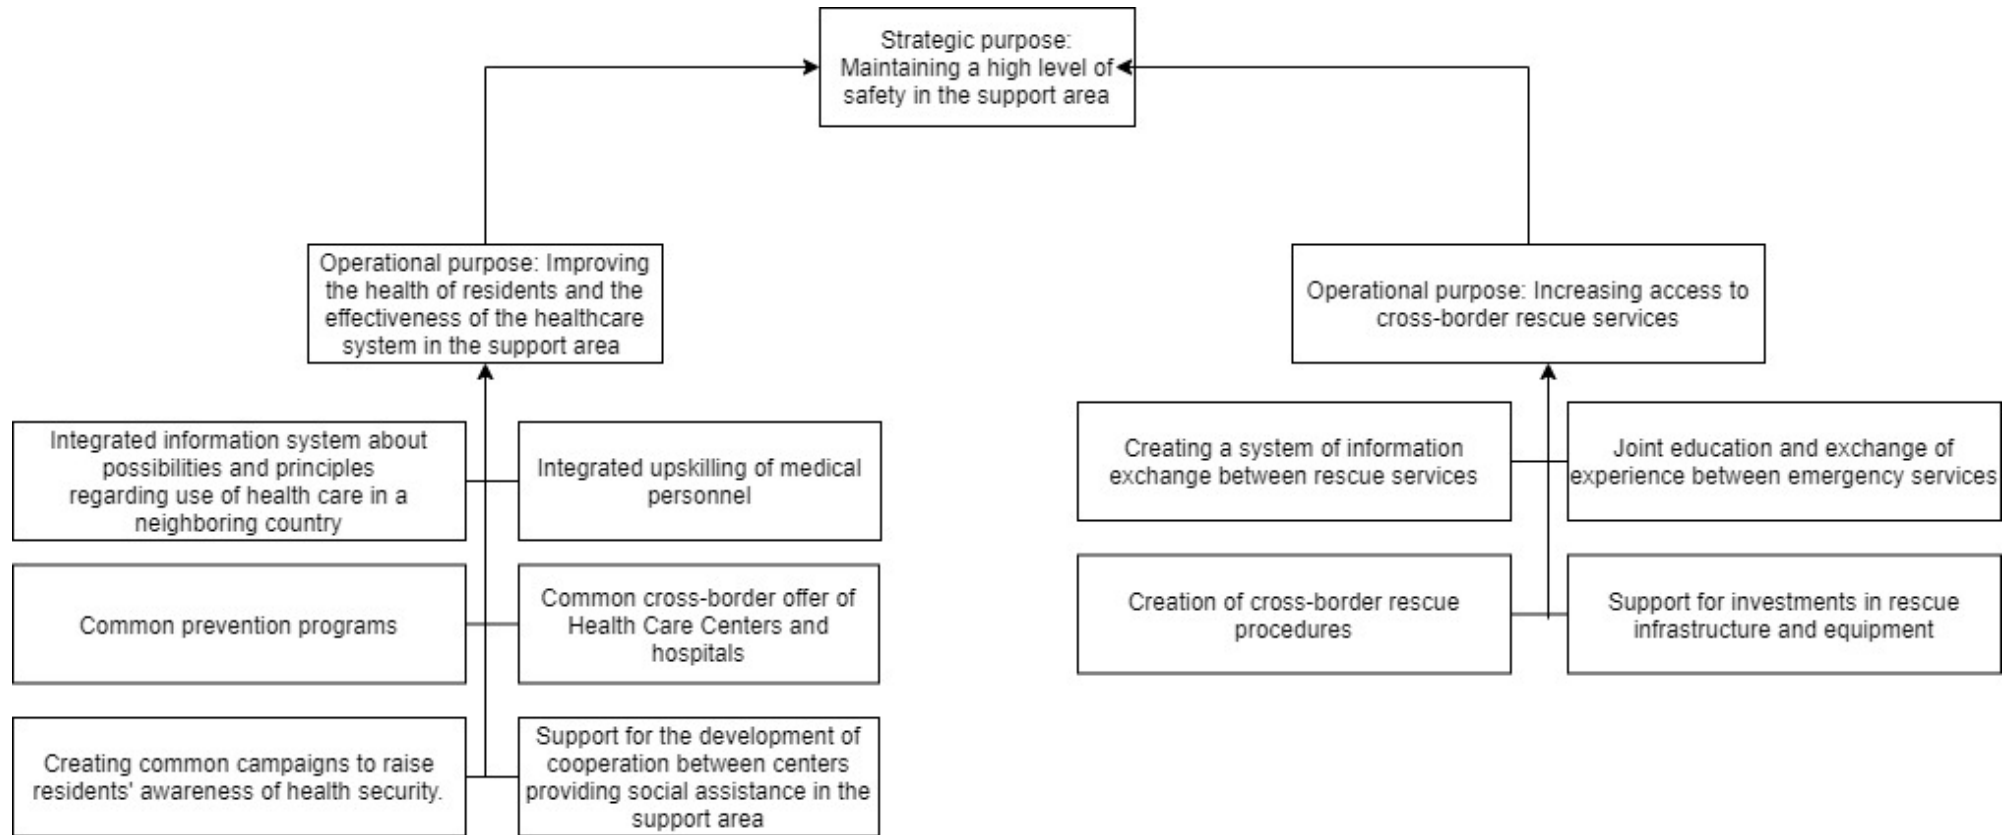 Strategic purpose:
Maintaining a high level of
safety in the support area
Operational purpose: Improving
the health of residents and the
effectiveness of the healthcare
system in the support area
Operational purpose: Increasing access to
cross-border rescue services
Integrated information system about
possibilities and principles
regarding use of health care in a
neighboring country
Integrated upskilling of medical
personnel
Common prevention programs
Common cross-border offer of
Health Care Centers and
hospitals
Creating common campaigns to raise
residents' awareness of health security.
Support for the development of
cooperation between centers
providing social assistance in the
support area
Creating a system of information
exchange between rescue services
Joint education and exchange of
experience between emergency services
Creation of cross-border rescue
procedures
Support for investments in rescue
infrastructure and equipment